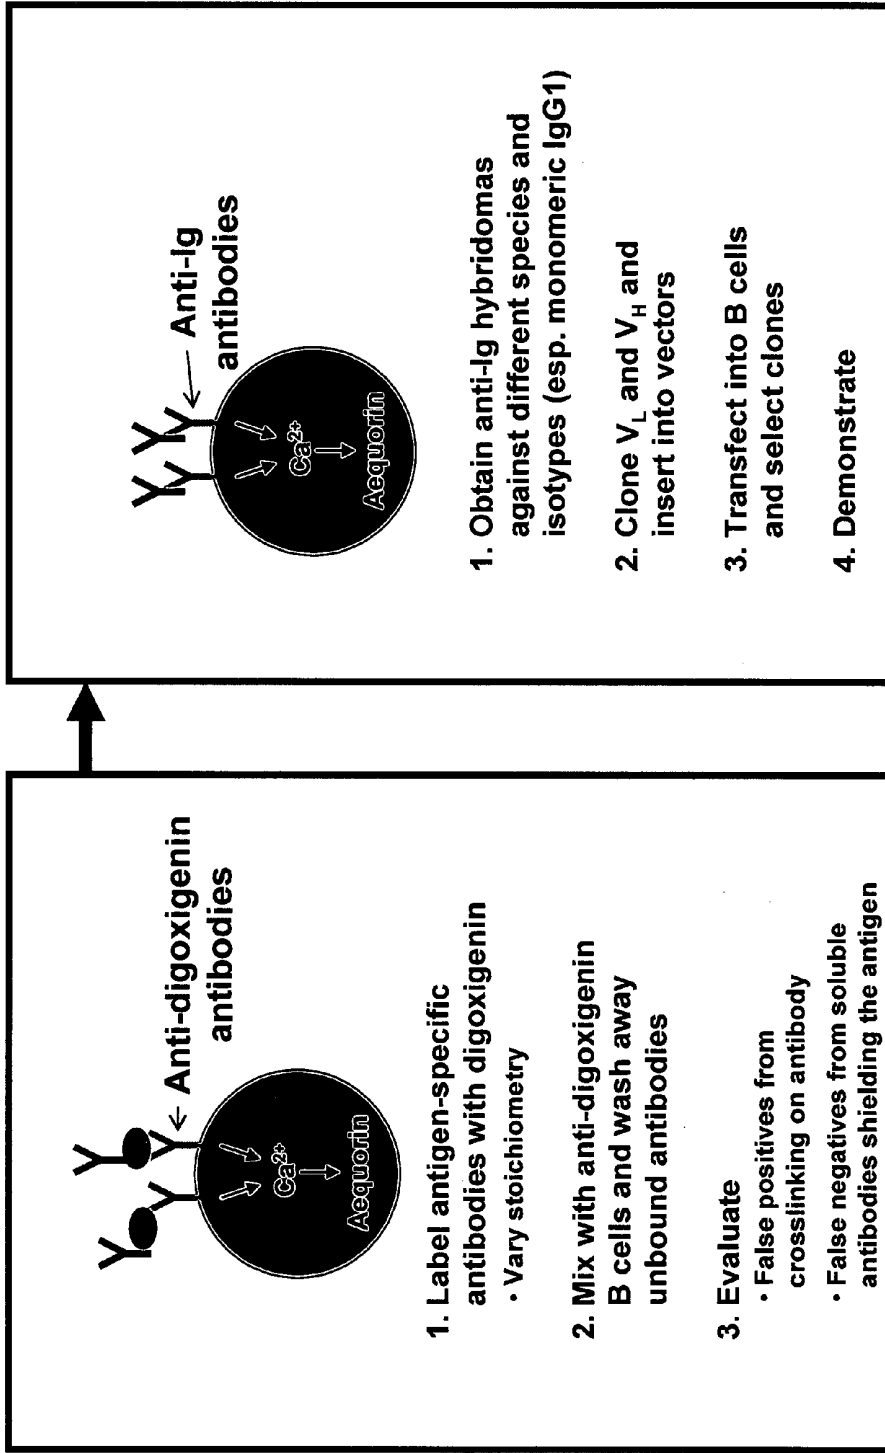 Anti-digoxigenin
antibodies
Ca2+
Aequorin
1. Label antigen-specific
antibodies with digoxigenin
• Vary stoichiometry
2. Mix with anti-digoxigenin
B cells and wash away
unbound antibodies
3. Evaluate
• False positives from
crosslinking on antibody
• False negatives from soluble
antibodies shielding the antigen
Anti-Ig
antibodies
Ca2+
Aequorin
1. Obtain anti-Ig hybridomas
against different species and
isotypes (esp. monomeric IgG1)
2. Clone VL and VH and
insert into vectors
3. Transfect into B cells
and select clones
4. Demonstrate